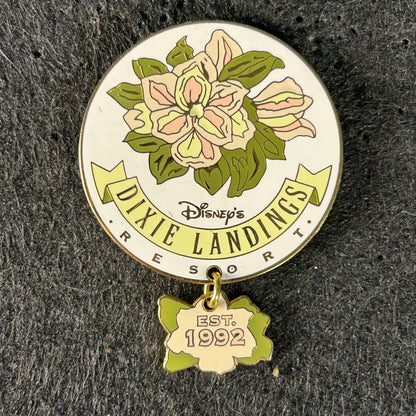 Disney's
DIXIE LANDINGS
· RESORT ·
EST.
1992